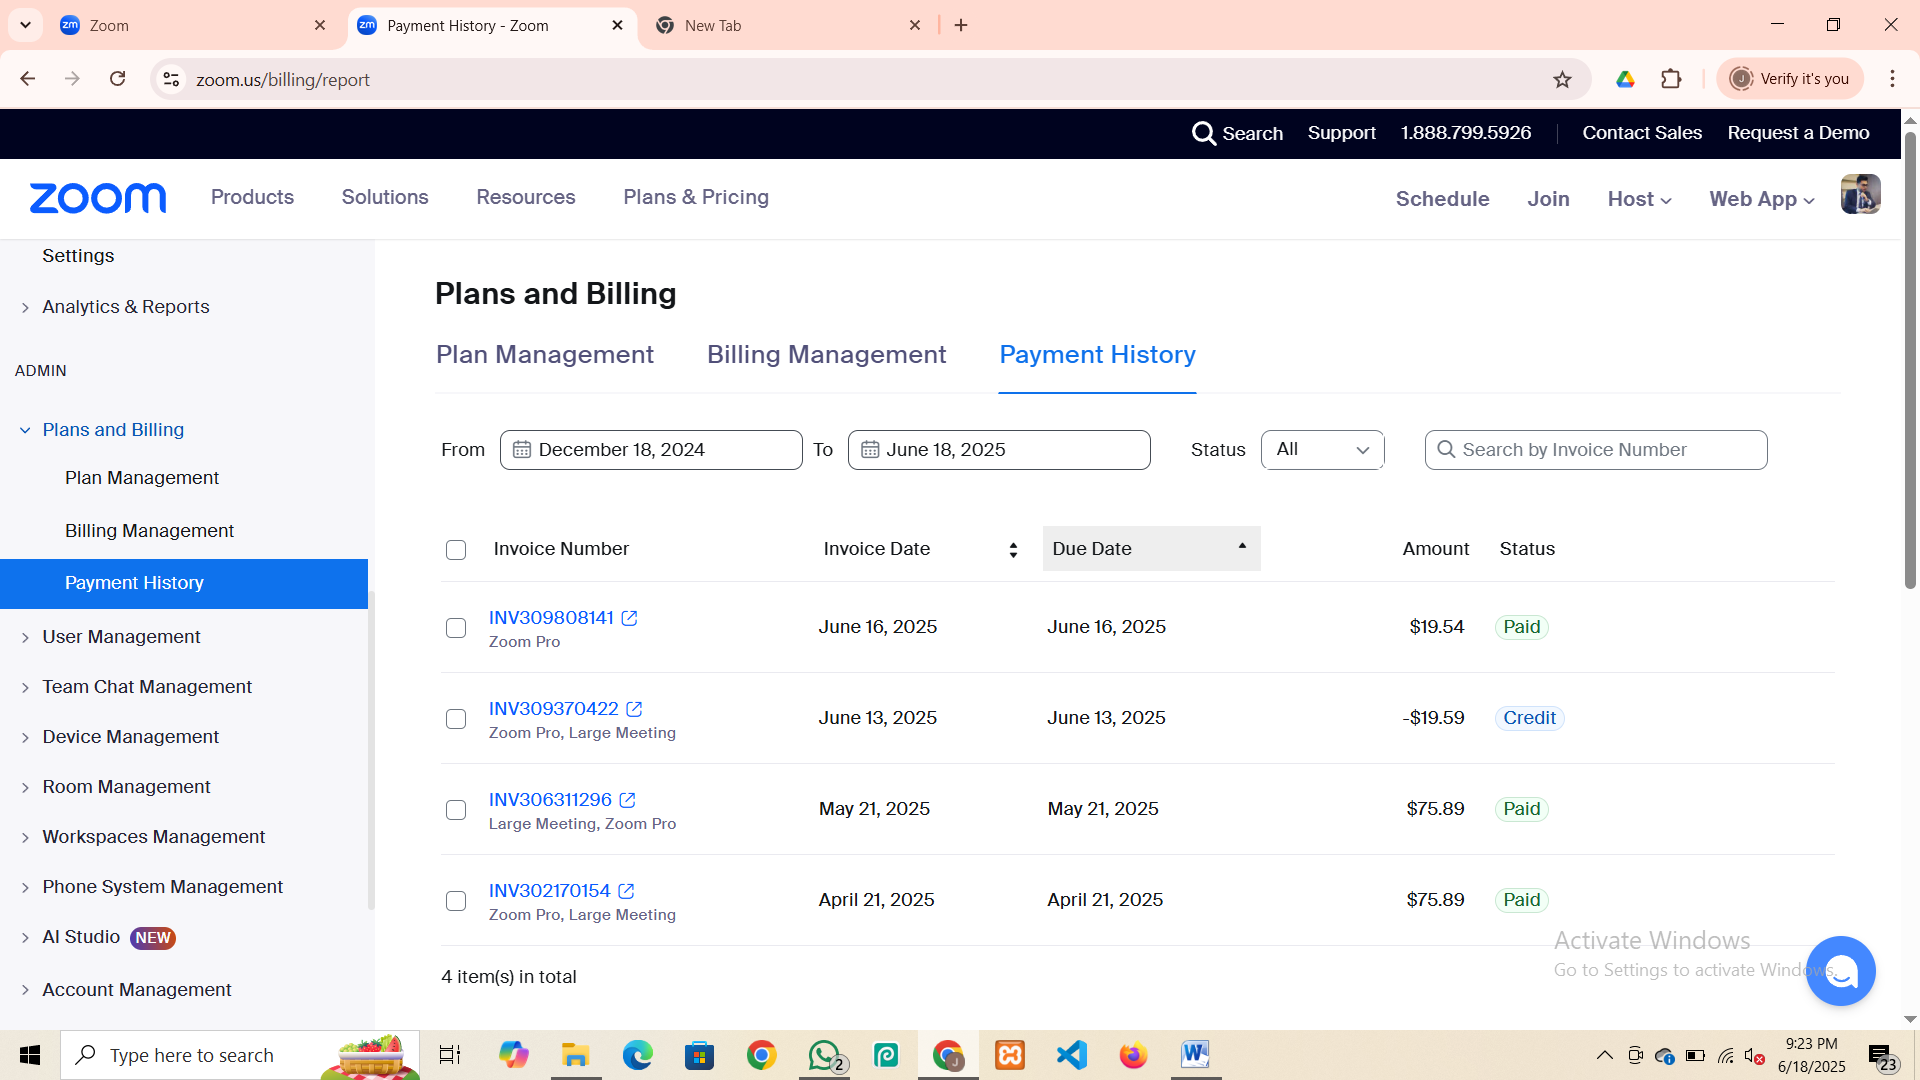 zm Zoom
zm Payment History - Zoom
New Tab
zoom.us/billing/report
J Verify it's you
Search Support 1.888.799.5926 Contact Sales Request a Demo
zoom Products Solutions Resources Plans & Pricing Schedule Join Host Web App
Settings
Analytics & Reports
ADMIN
Plans and Billing
Plan Management
Billing Management
Payment History
User Management
Team Chat Management
Device Management
Room Management
Workspaces Management
Phone System Management
AI Studio NEW
Account Management
Plans and Billing
Plan Management Billing Management Payment History
From December 18, 2024 To June 18, 2025 Status All Search by Invoice Number
Invoice Number Invoice Date Due Date Amount Status
INV309808141 June 16, 2025 June 16, 2025 $19.54 Paid
Zoom Pro
INV309370422 June 13, 2025 June 13, 2025 -$19.59 Credit
Zoom Pro, Large Meeting
INV306311296 May 21, 2025 May 21, 2025 $75.89 Paid
Large Meeting, Zoom Pro
INV302170154 April 21, 2025 April 21, 2025 $75.89 Paid
Zoom Pro, Large Meeting
4 item(s) in total
Activate Windows
Go to Settings to activate Windows.
Type here to search
2
J
W
9:23 PM
6/18/2025
23